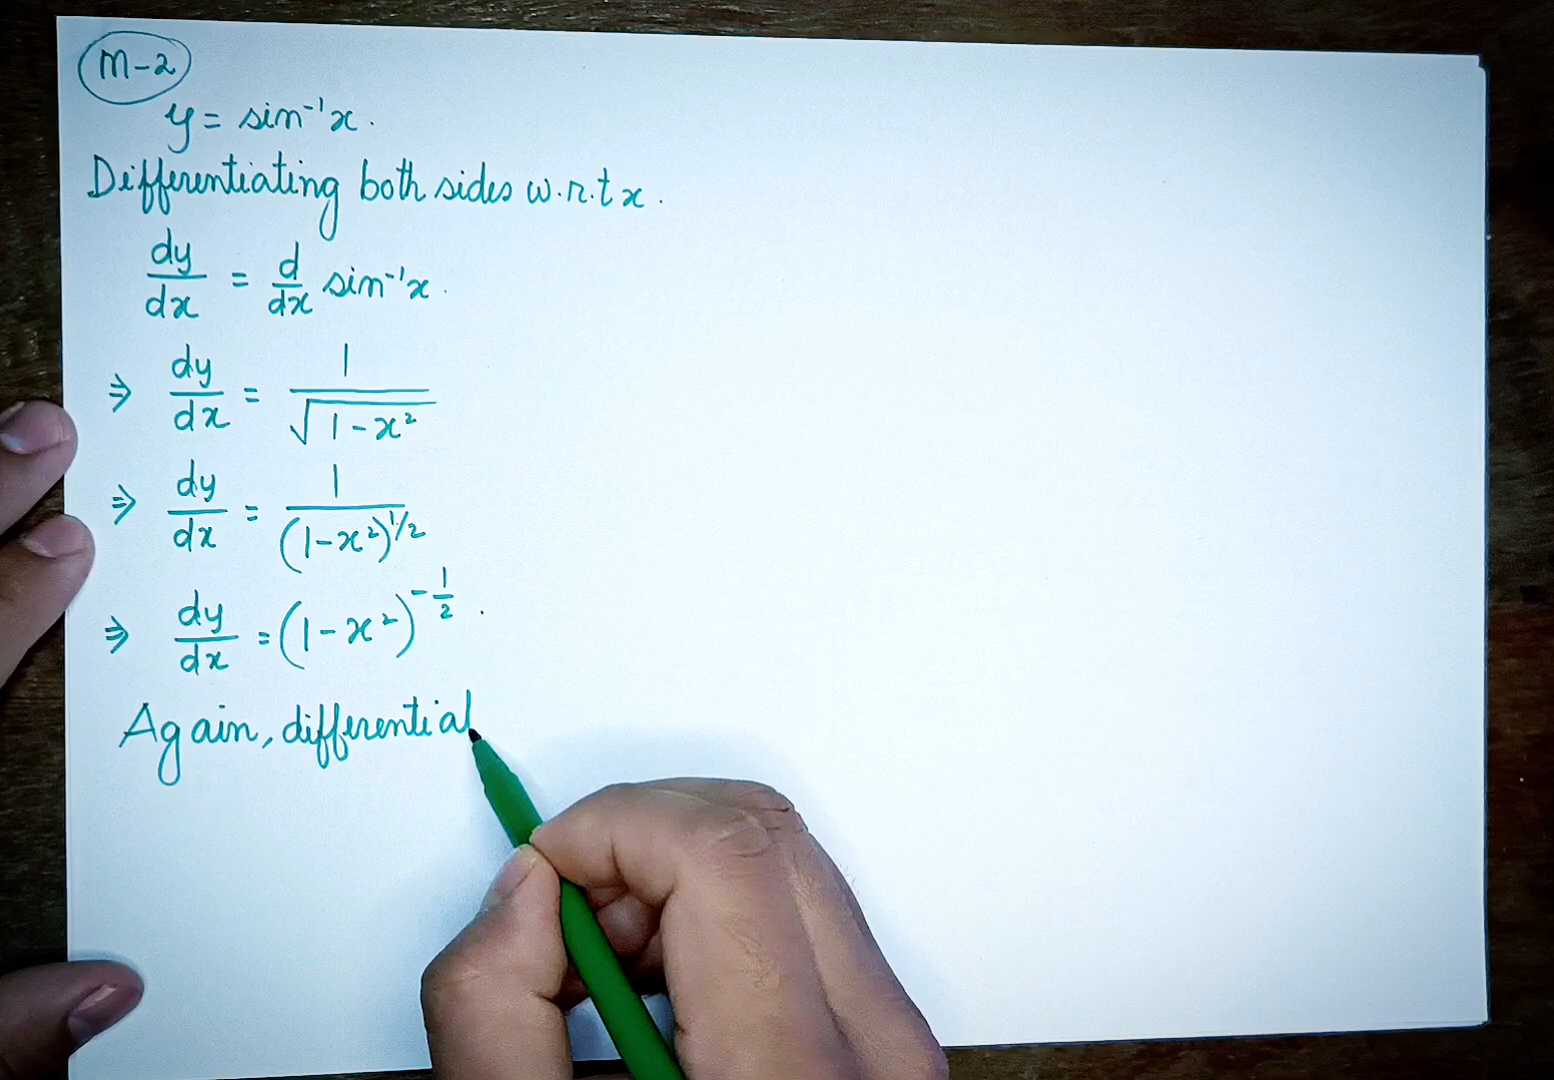 M-2
y = sin⁻¹x.
Differentiating both sides w.r.t x.
dy/dx = d/dx sin⁻¹x.
⇒ dy/dx = 1/√(1-x²)
⇒ dy/dx = 1/(1-x²)^1/2
⇒ dy/dx = (1-x²)^-1/2.
Again, differential